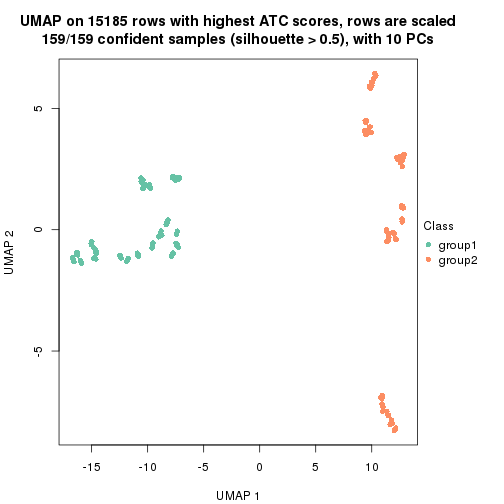 UMAP on 15185 rows with highest ATC scores, rows are scaled
159/159 confident samples (silhouette > 0.5), with 10 PCs
5
0
-5
UMAP 2
Class
group1
group2
-15
-10
-5
0
5
10
UMAP 1